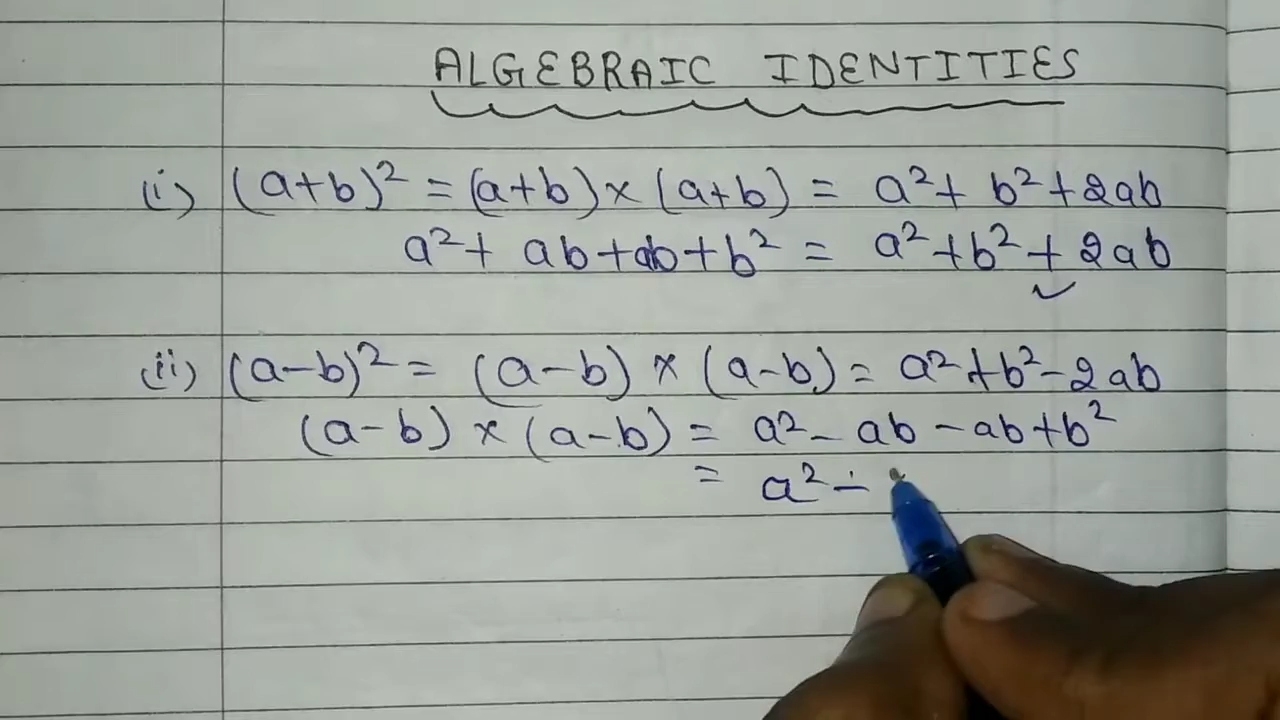 ALGEBRAIC IDENTITIES
(i) (a+b)² = (a+b) × (a+b) = a² + b² + 2ab
a² + ab + ab + b² = a² + b² + 2ab
(ii) (a-b)² = (a-b) × (a-b) = a² + b² - 2ab
(a-b) × (a-b) = a² - ab - ab + b²
= a² -